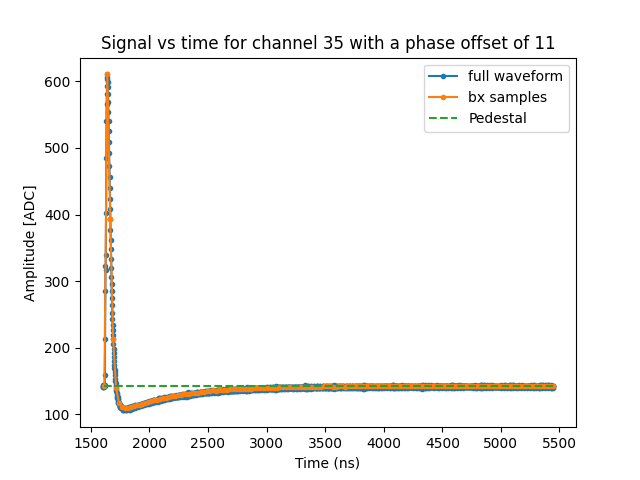 Signal vs time for channel 35 with a phase offset of 11
full waveform
bx samples
Pedestal
600
500
400
300
200
100
Amplitude [ADC]
1500 2000 2500 3000 3500 4000 4500 5000 5500
Time (ns)